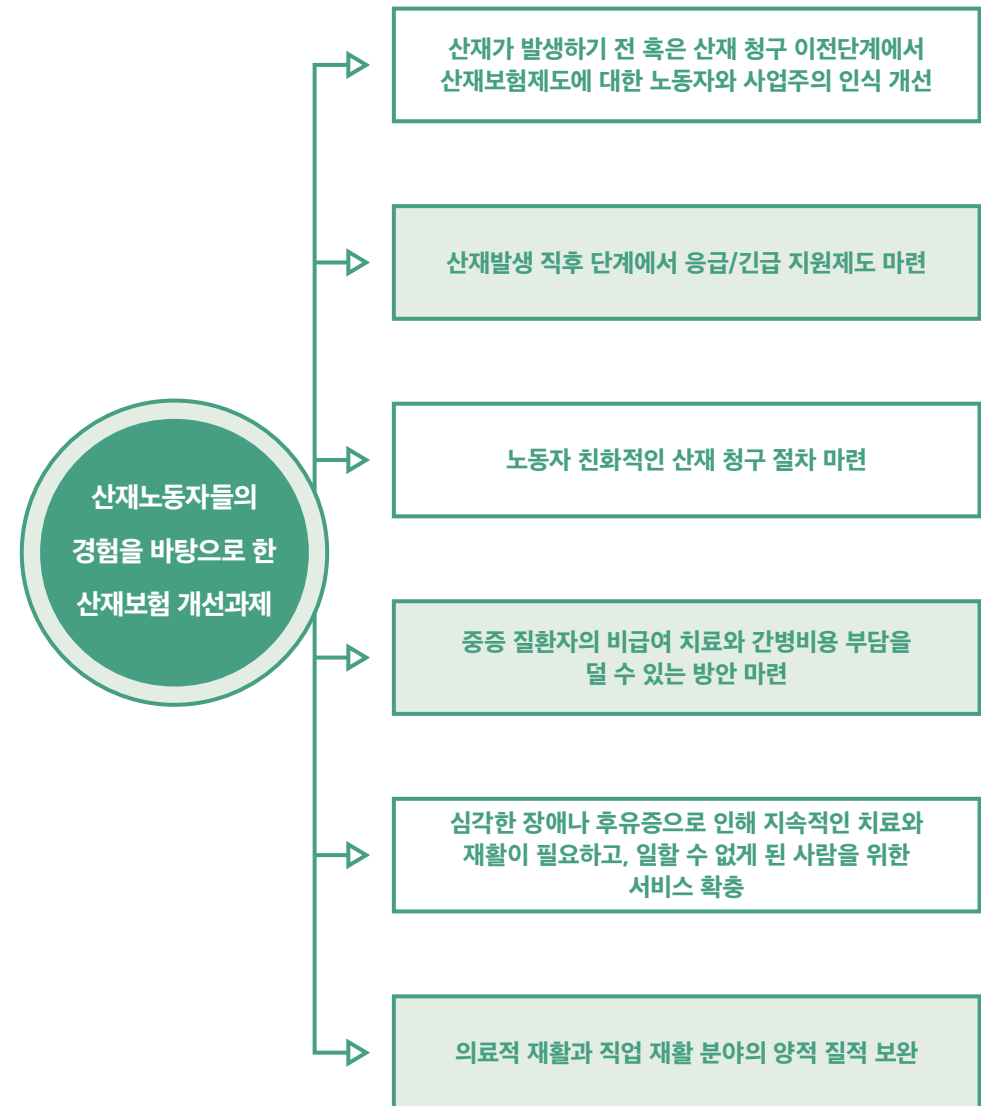 산재가 발생하기 전 혹은 산재 청구 이전단계에서
산재보험제도에 대한 노동자와 사업주의 인식 개선
산재발생 직후 단계에서 응급/긴급 지원제도 마련
노동자 친화적인 산재 청구 절차 마련
산재노동자들의
경험을 바탕으로 한
산재보험 개선과제
중증 질환자의 비급여 치료와 간병비용 부담을
덜 수 있는 방안 마련
심각한 장애나 후유증으로 인해 지속적인 치료와
재활이 필요하고, 일할 수 없게 된 사람을 위한
서비스 확충
의료적 재활과 직업 재활 분야의 양적 질적 보완